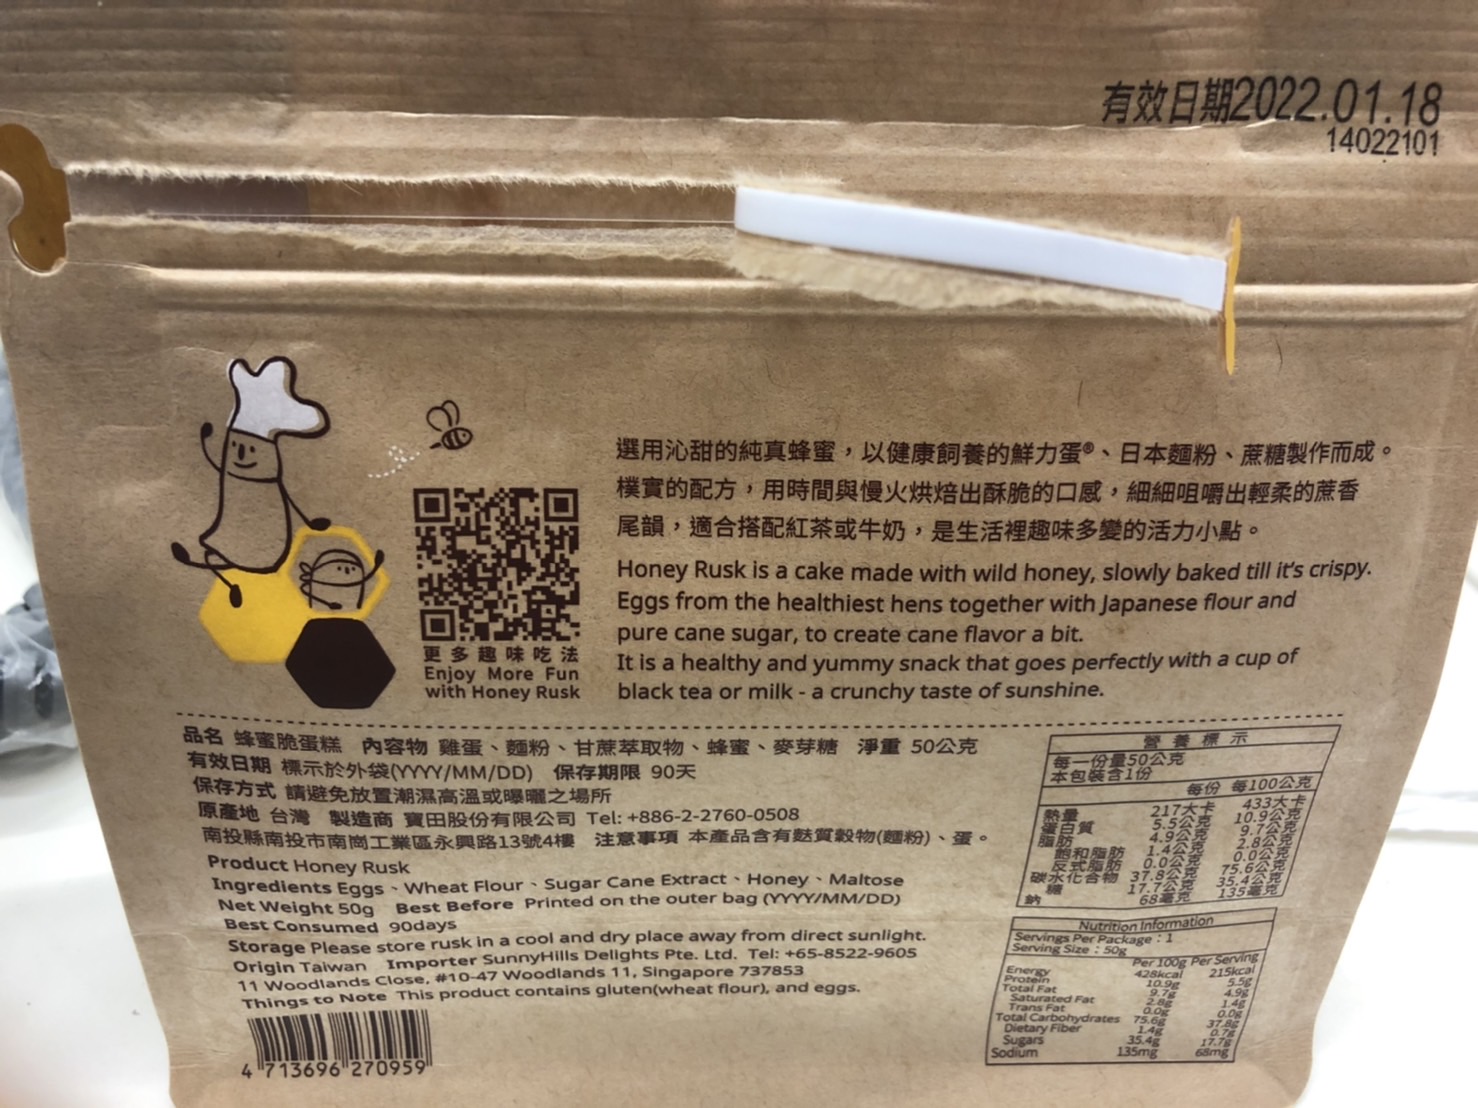 有效日期2022.01.18
14022101
選用沁甜的純真蜂蜜，以健康飼養的鮮力蛋®、日本麵粉、蔗糖製作而成。
樸實的配方，用時間與慢火烘焙出酥脆的口感，細細咀嚼出輕柔的蔗香
尾韻，適合搭配紅茶或牛奶，是生活裡趣味多變的活力小點。
Honey Rusk is a cake made with wild honey, slowly baked till it's crispy.
Eggs from the healthiest hens together with Japanese flour and
pure cane sugar, to create cane flavor a bit.
It is a healthy and yummy snack that goes perfectly with a cup of
black tea or milk - a crunchy taste of sunshine.
更多趣味吃法
Enjoy More Fun
with Honey Rusk
品名 蜂蜜脆蛋糕 內容物 雞蛋、麵粉、甘蔗萃取物、蜂蜜、麥芽糖 淨重 50公克
有效日期 標示於外袋(YYYY/MM/DD) 保存期限 90天
保存方式 請避免放置潮濕高溫或曝曬之場所
原產地 台灣 製造商 寶田股份有限公司 Tel: +886-2-2760-0508
南投縣南投市南崗工業區永興路13號4樓 注意事項 本產品含有麩質穀物(麵粉)、蛋。
Product Honey Rusk
Ingredients Eggs、Wheat Flour、Sugar Cane Extract、Honey、Maltose
Net Weight 50g Best Before Printed on the outer bag (YYYY/MM/DD)
Best Consumed 90days
Storage Please store rusk in a cool and dry place away from direct sunlight.
Origin Taiwan Importer SunnyHills Delights Pte. Ltd. Tel: +65-8522-9605
11 Woodlands Close, #10-47 Woodlands 11, Singapore 737853
Things to Note This product contains gluten(wheat flour), and eggs.
4 713696 270959
營養標示
每一份量50公克
本包裝含1份
每份 每100公克
熱量 217大卡 433大卡
蛋白質 5.5公克 10.9公克
脂肪 4.9公克 9.7公克
飽和脂肪 1.4公克 2.8公克
反式脂肪 0.0公克 0.0公克
碳水化合物 37.8公克 75.6公克
糖 17.7公克 35.4公克
鈉 68毫克 135毫克
Nutrition Information
Servings Per Package：1
Serving Size：50g
Per 100g Per Serving
Energy 428kcal 215kcal
Protein 10.9g 5.5g
Total Fat 9.7g 4.9g
Saturated Fat 2.8g 1.4g
Trans Fat 0.0g 0.0g
Total Carbohydrates 75.6g 37.8g
Dietary Fiber 1.4g 0.7g
Sugars 35.4g 17.7g
Sodium 135mg 68mg